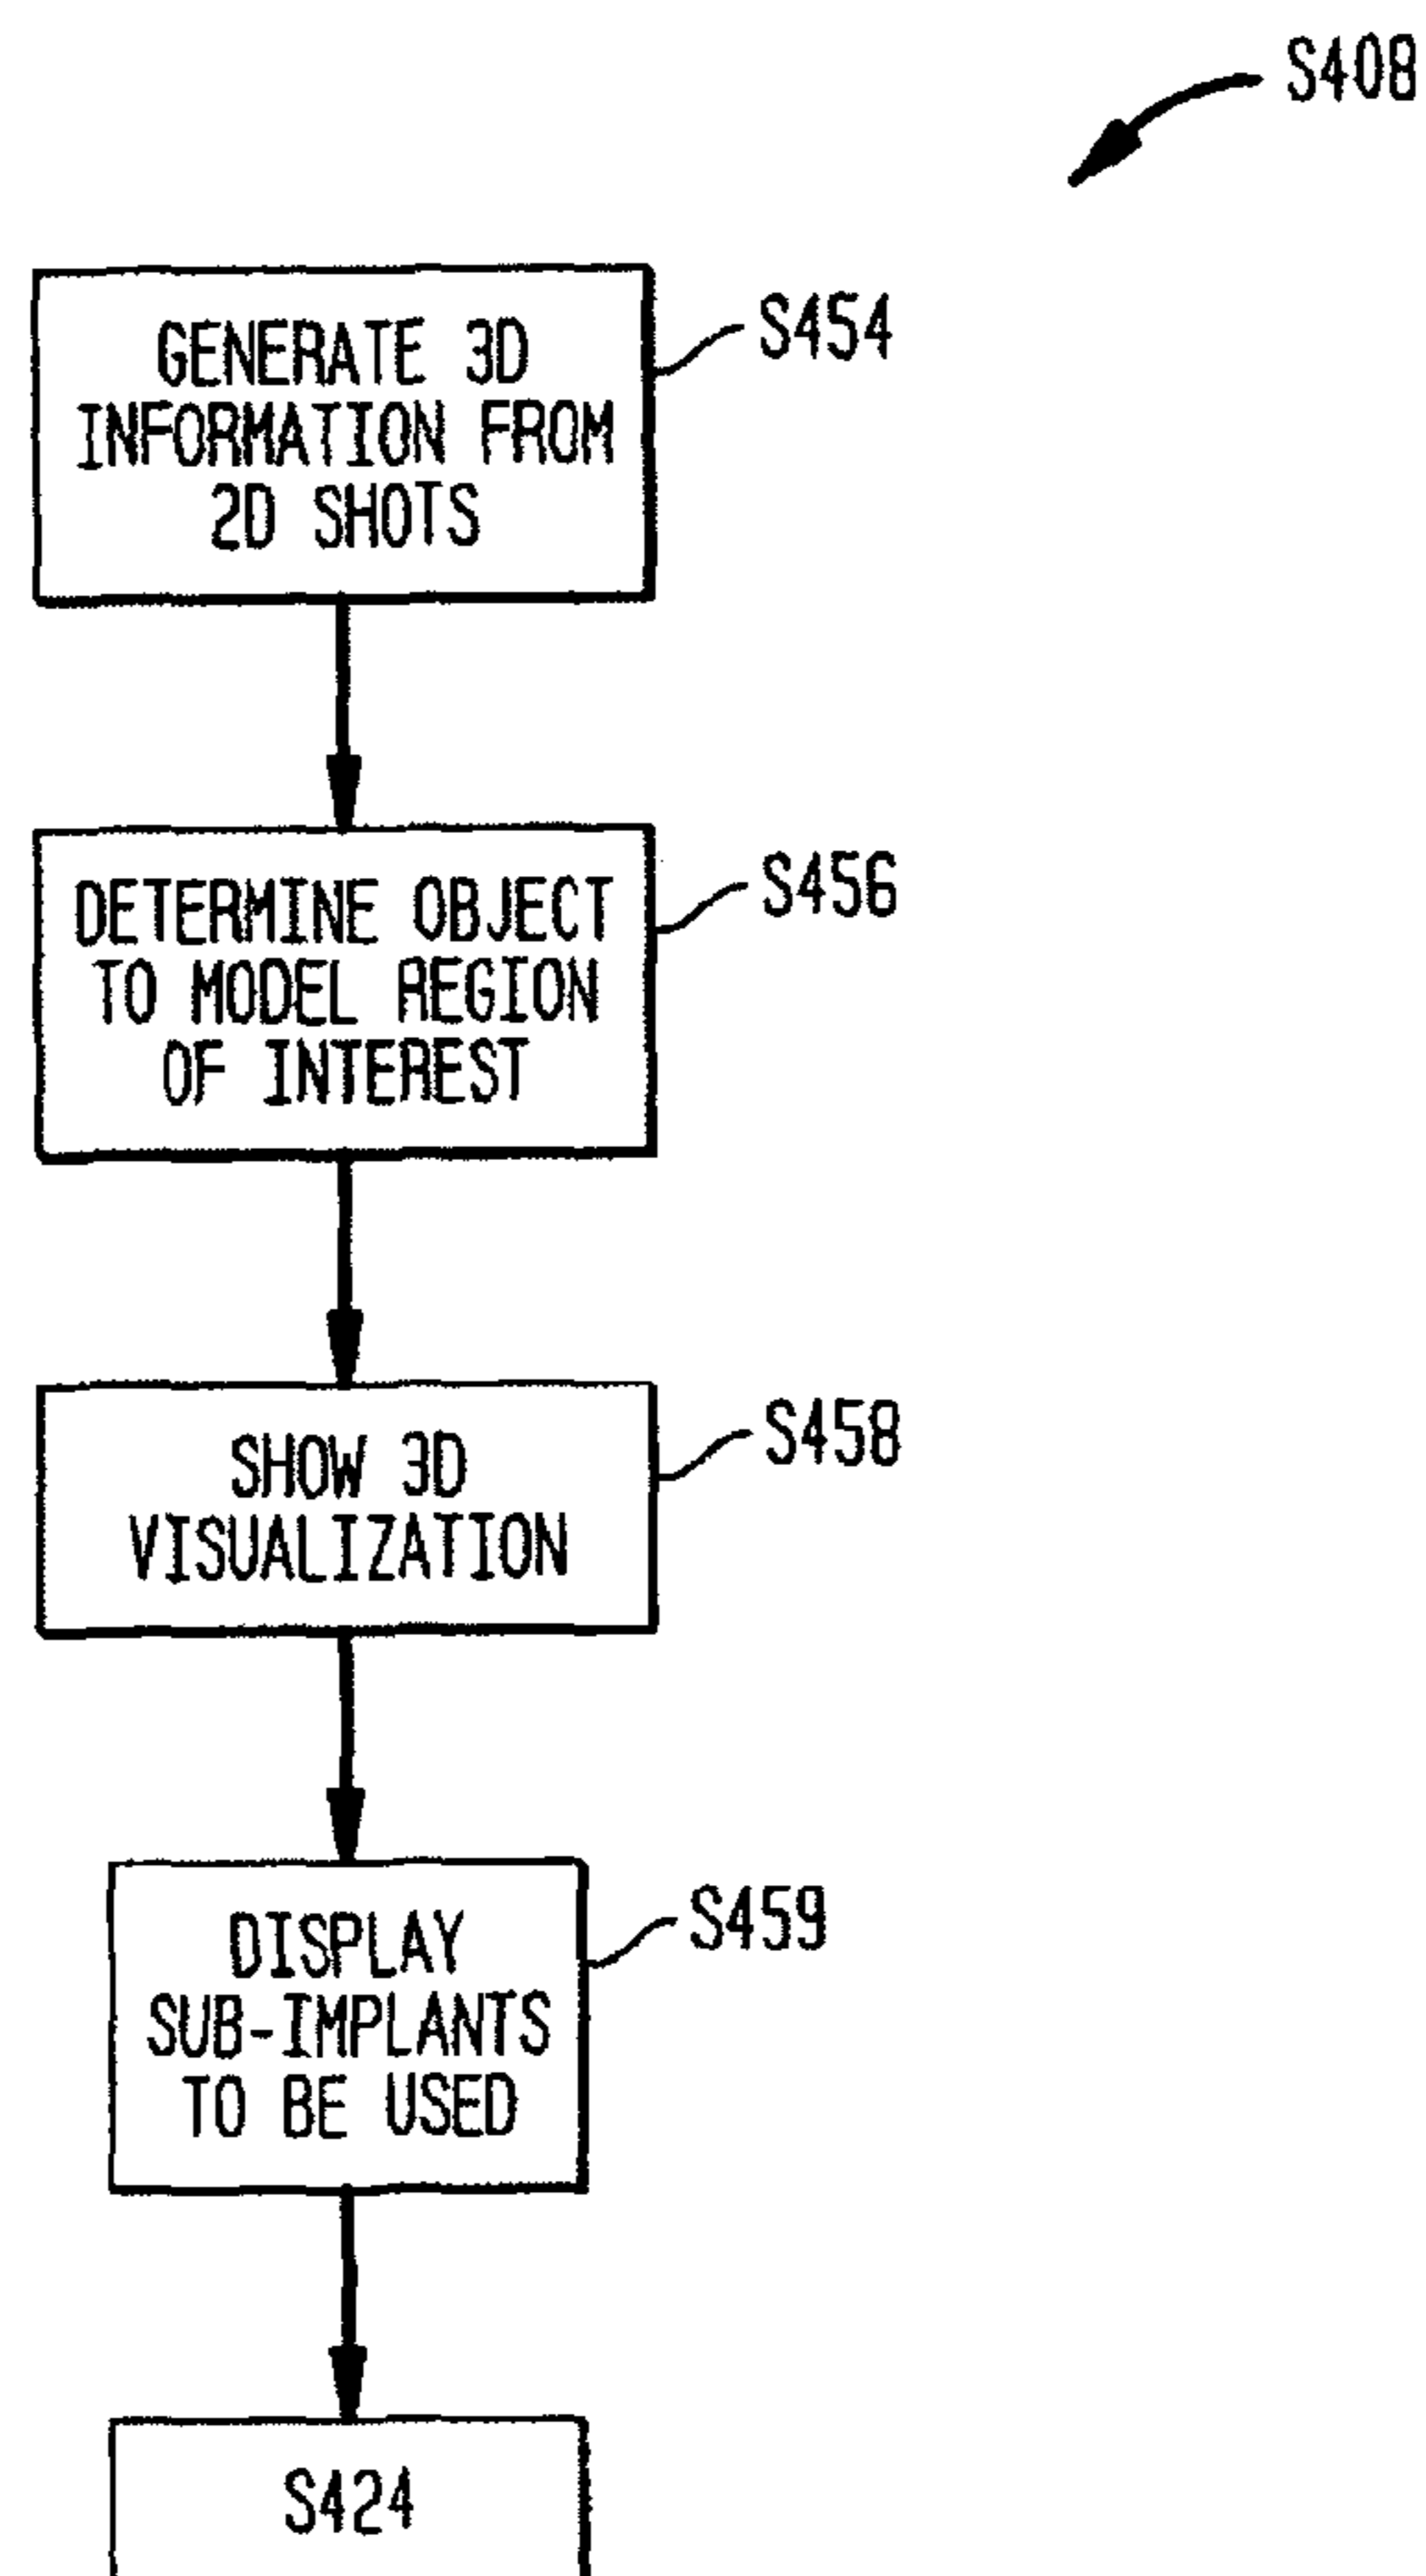 S408
GENERATE 3D
INFORMATION FROM
2D SHOTS
S454
DETERMINE OBJECT
TO MODEL REGION
OF INTEREST
S456
SHOW 3D
VISUALIZATION
S458
DISPLAY
SUB-IMPLANTS
TO BE USED
S459
S424